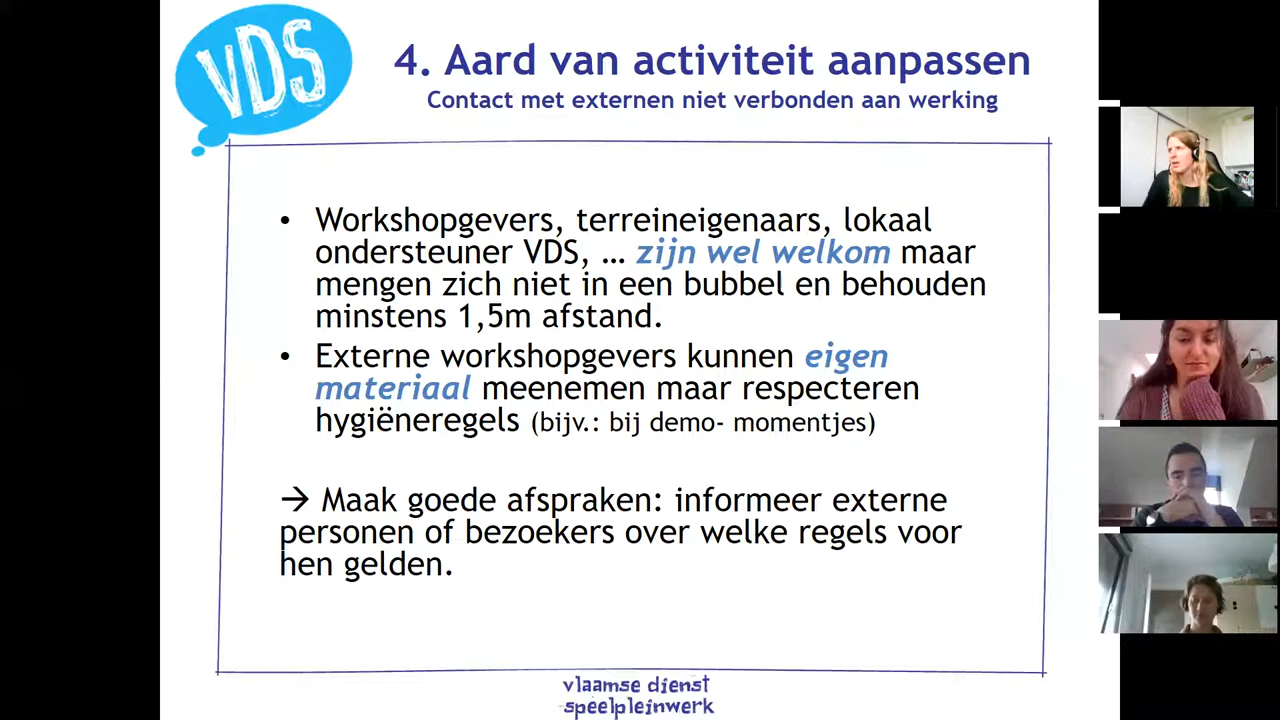 VDS
4. Aard van activiteit aanpassen
Contact met externen niet verbonden aan werking
• Workshopgevers, terreineigenaars, lokaal
ondersteuner VDS, … zijn wel welkom maar
mengen zich niet in een bubbel en behouden
minstens 1,5m afstand.
• Externe workshopgevers kunnen eigen
materiaal meenemen maar respecteren
hygiëneregels (bijv.: bij demo- momentjes)
→ Maak goede afspraken: informeer externe
personen of bezoekers over welke regels voor
hen gelden.
vlaamse dienst
speelpleinwerk